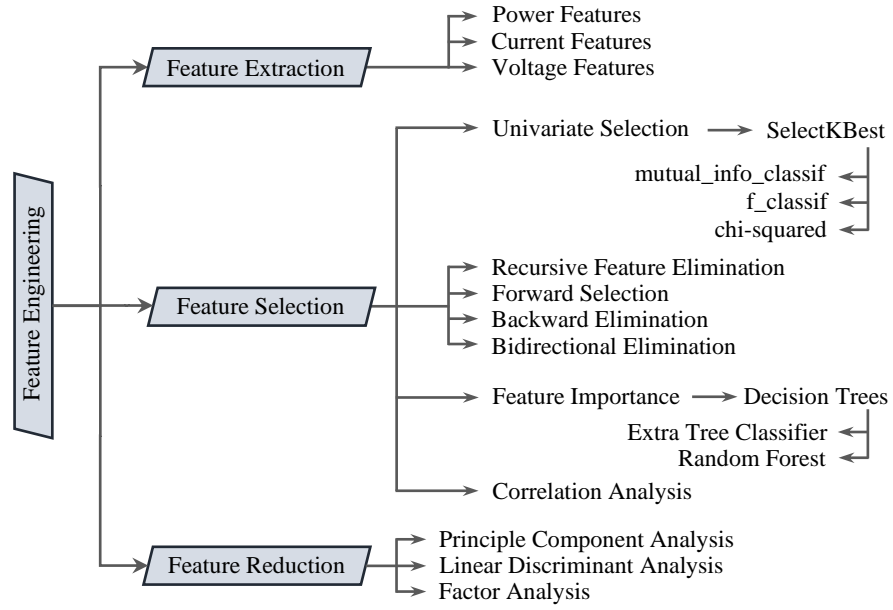 Feature Engineering
Feature Extraction
Power Features
Current Features
Voltage Features
Feature Selection
Univariate Selection
SelectKBest
mutual_info_classif
f_classif
chi-squared
Recursive Feature Elimination
Forward Selection
Backward Elimination
Bidirectional Elimination
Feature Importance
Decision Trees
Extra Tree Classifier
Random Forest
Correlation Analysis
Feature Reduction
Principle Component Analysis
Linear Discriminant Analysis
Factor Analysis